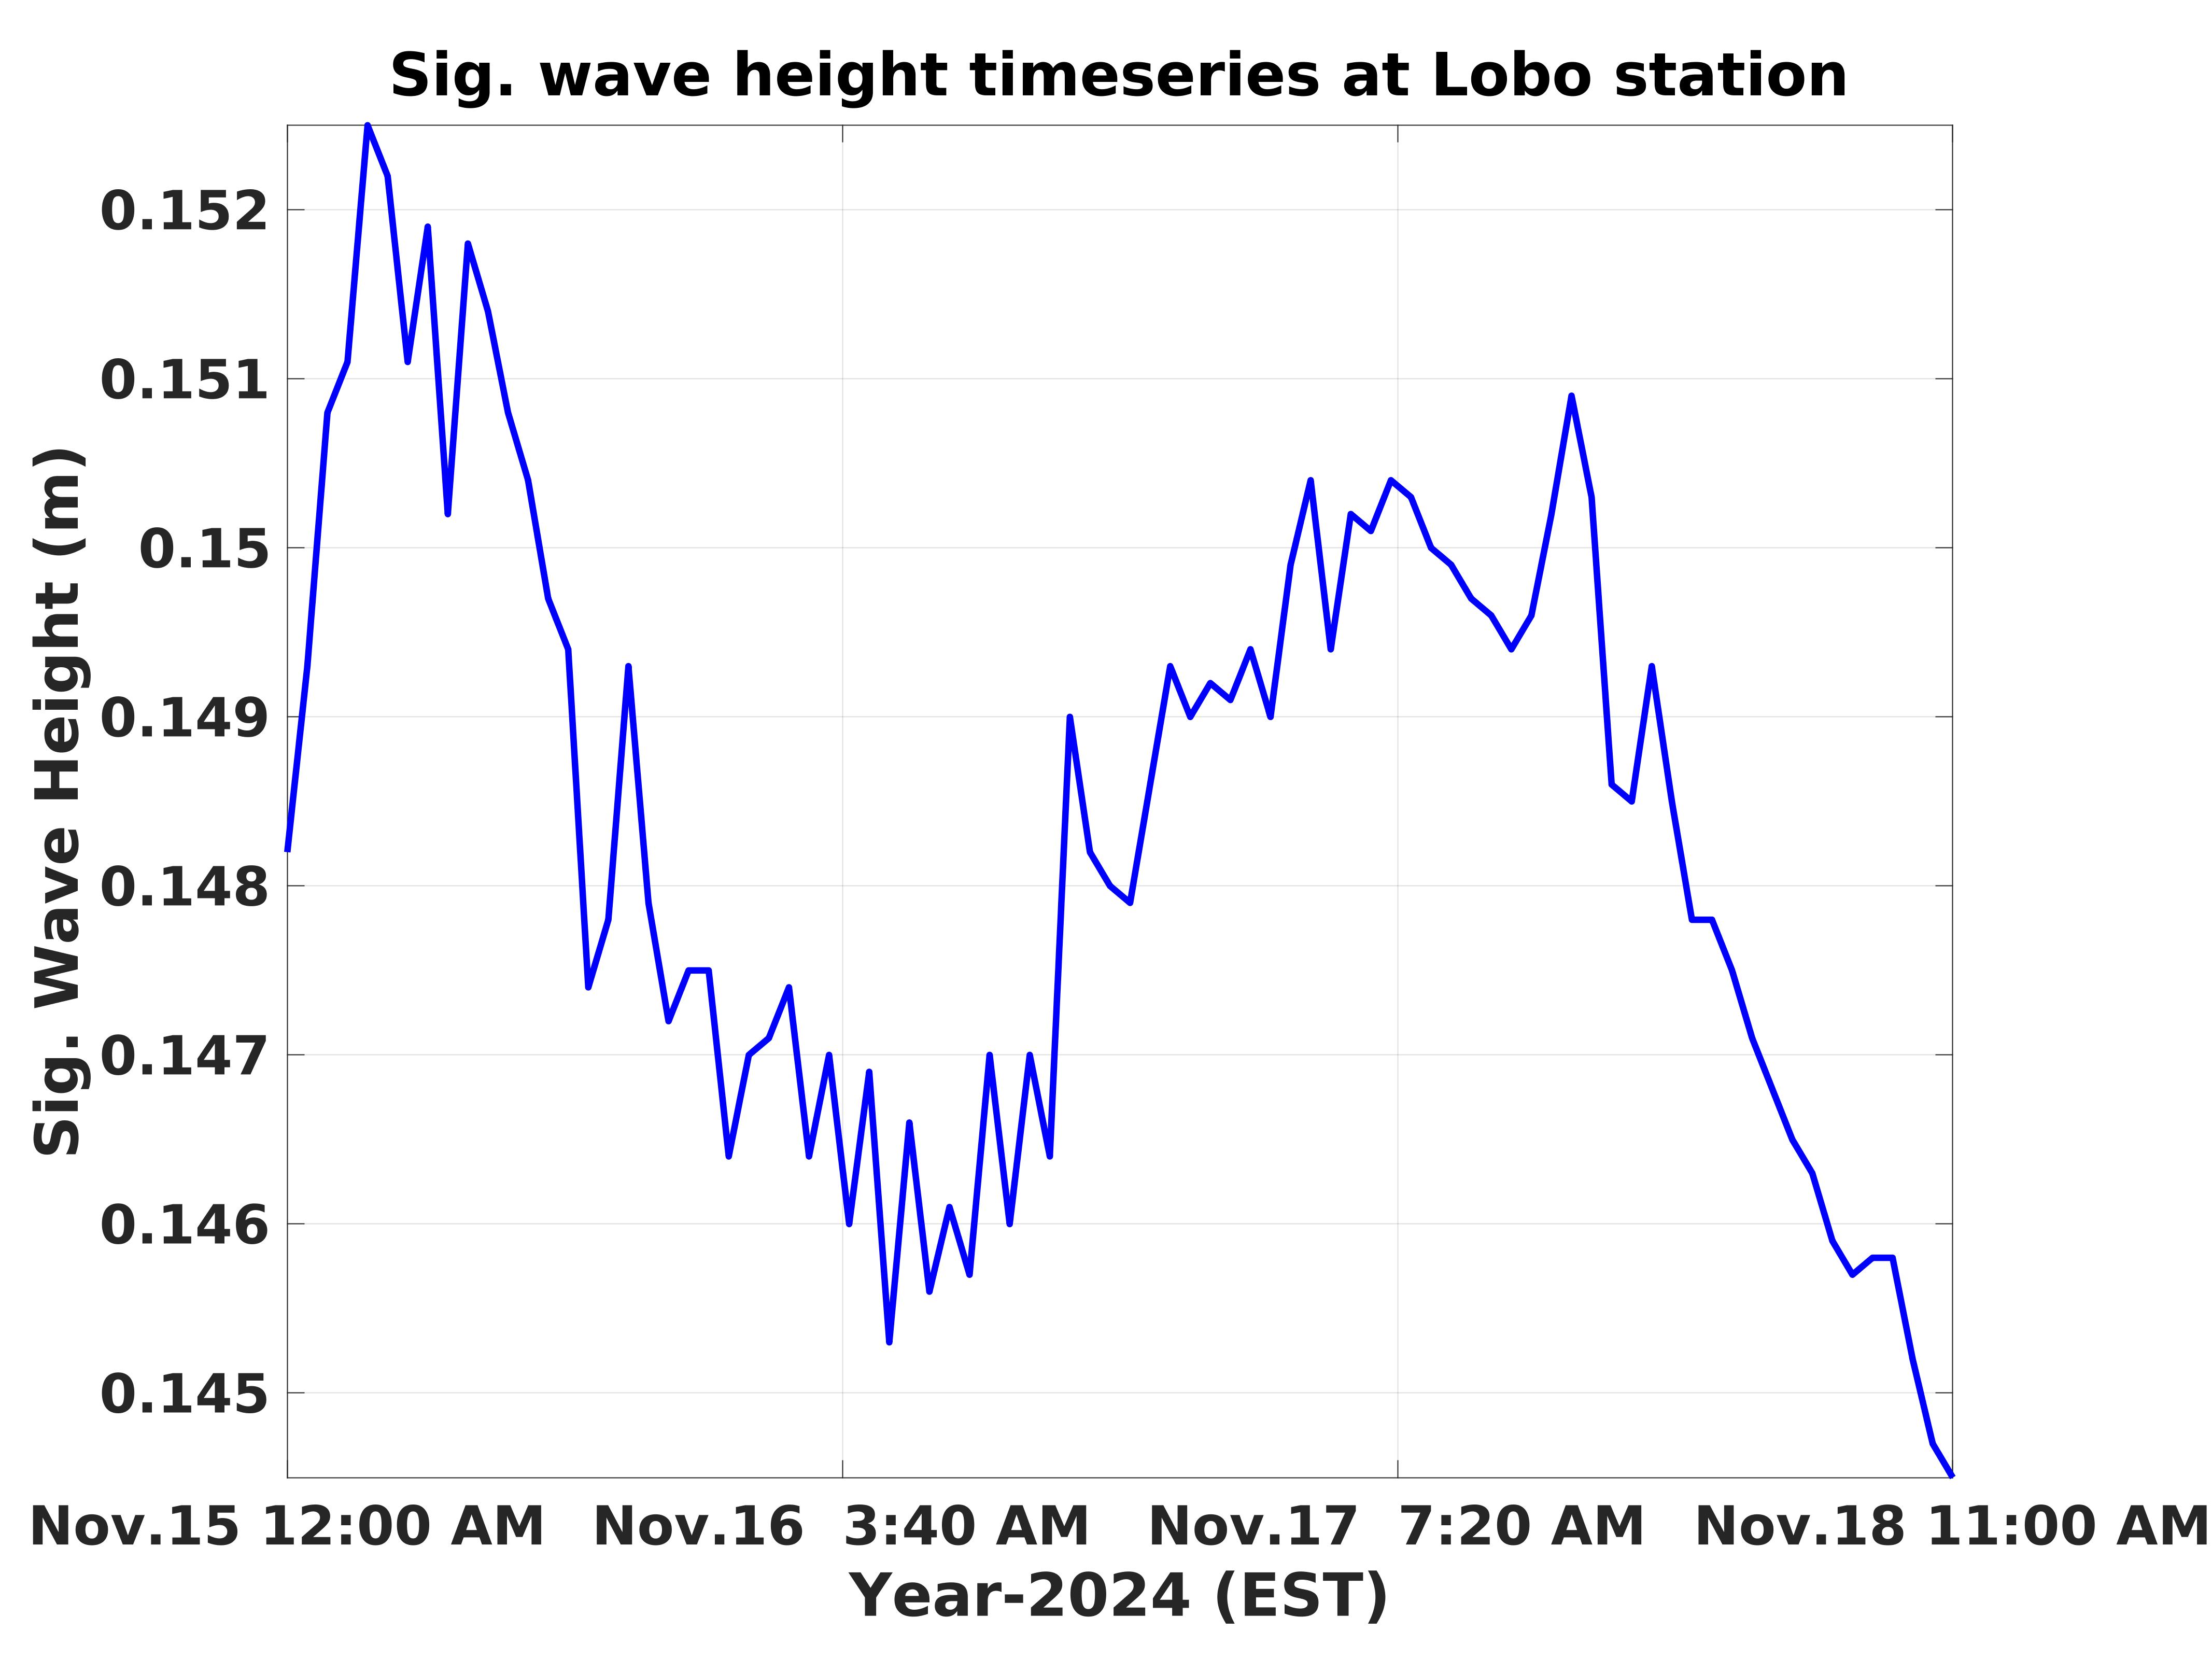 Sig. wave height timeseries at Lobo station
Sig. Wave Height (m)
0.152
0.151
0.15
0.149
0.148
0.147
0.146
0.145
Nov.15 12:00 AM Nov.16 3:40 AM Nov.17 7:20 AM Nov.18 11:00 AM
Year-2024 (EST)